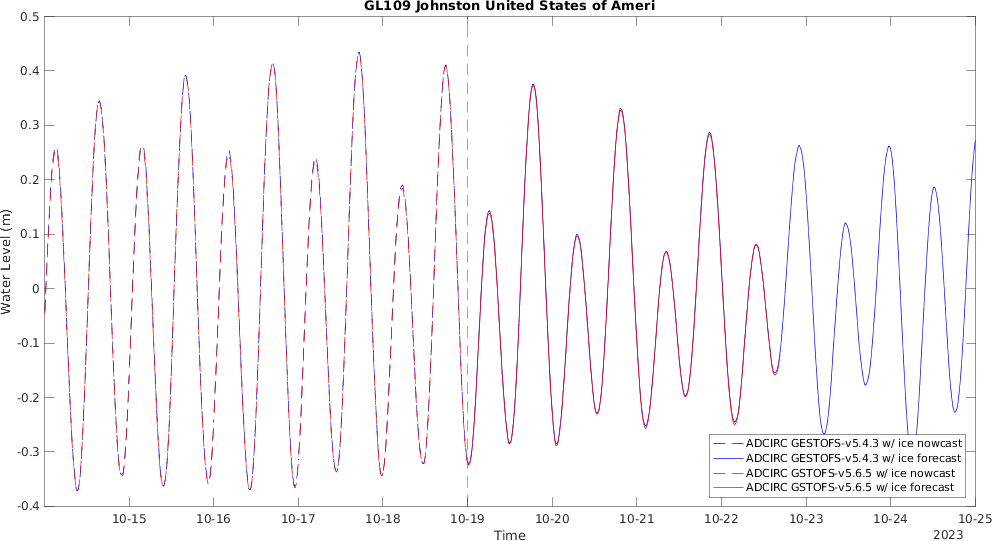 GL109 Johnston United States of Ameri
Water Level (m)
0.5
0.4
0.3
0.2
0.1
0
-0.1
-0.2
-0.3
-0.4
ADCIRC GESTOFS-v5.4.3 w/ ice nowcast
ADCIRC GESTOFS-v5.4.3 w/ ice forecast
ADCIRC GSTOFS-v5.6.5 w/ ice nowcast
ADCIRC GSTOFS-v5.6.5 w/ ice forecast
10-15 10-16 10-17 10-18 10-19 10-20 10-21 10-22 10-23 10-24 10-25
Time
2023